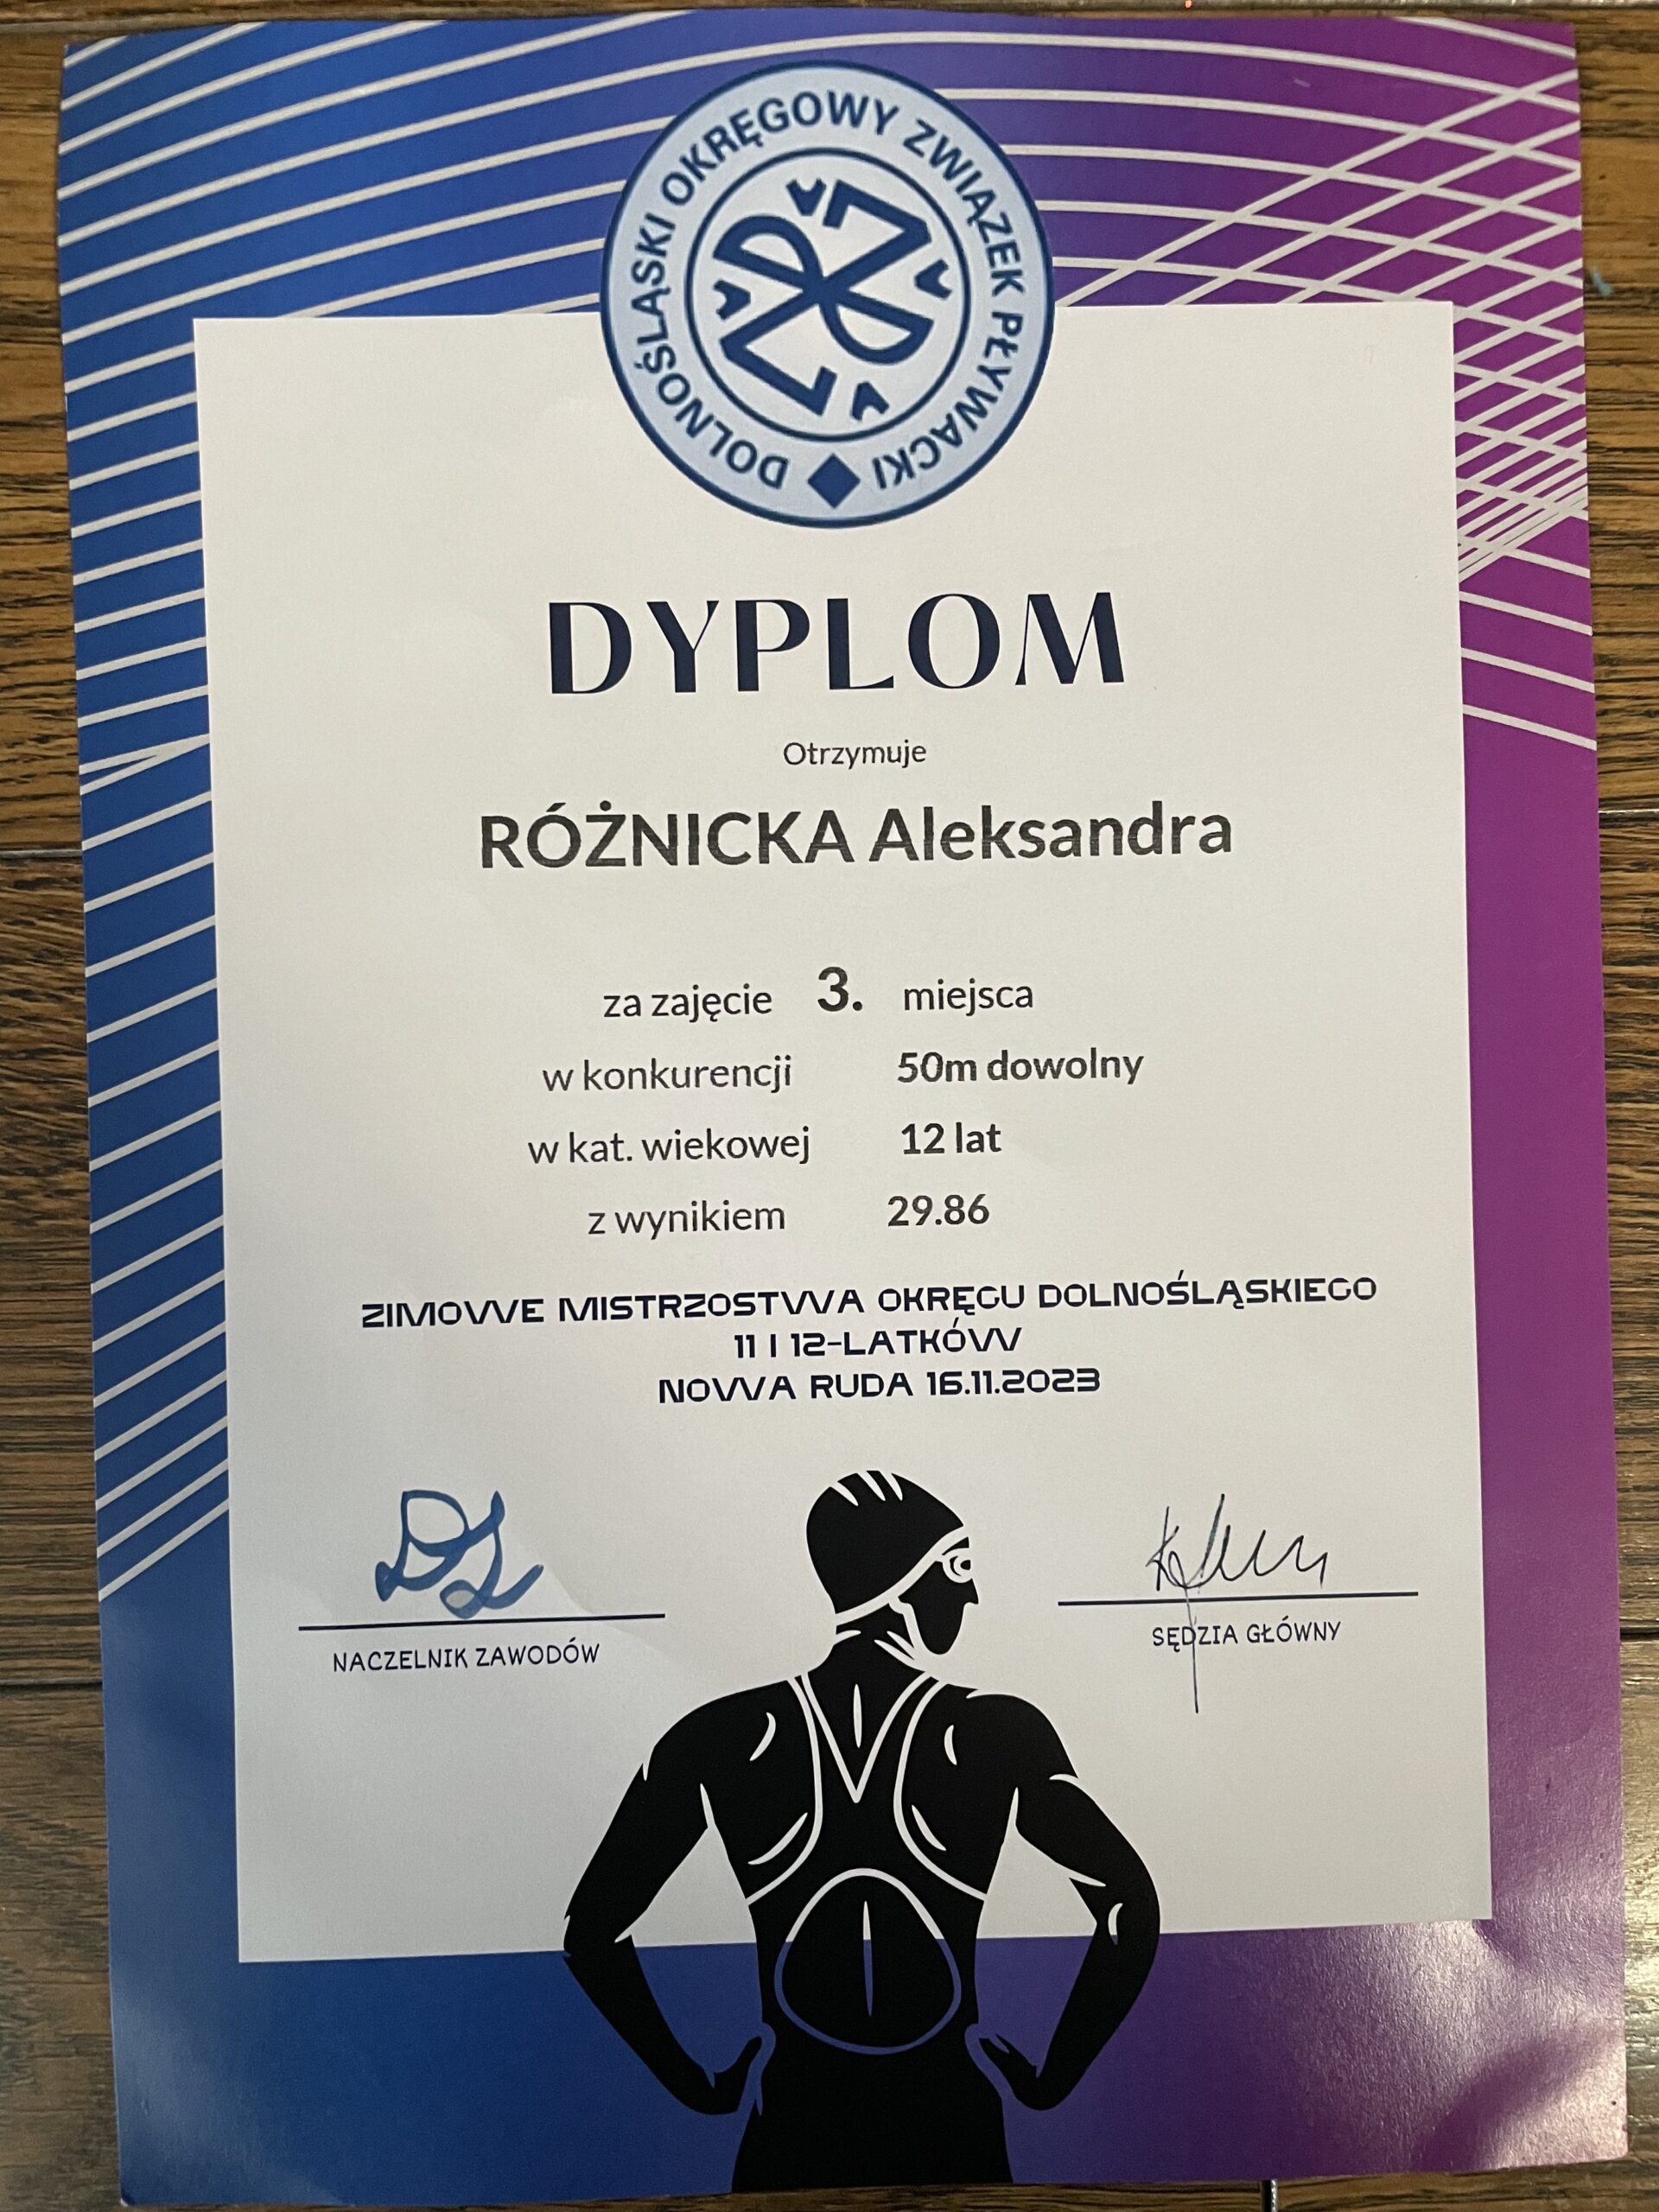 DOLNOŚLĄSKI OKRĘGOWY ZWIĄZEK PŁYWACKI
DYPLOM
Otrzymuje
RÓŻNICKA Aleksandra
za zajęcie 3. miejsca
w konkurencji 50m dowolny
w kat. wiekowej 12 lat
z wynikiem 29.86
ZIMOWE MISTRZOSTWA OKRĘGU DOLNOŚLĄSKIEGO
11 I 12-LATKÓW
NOWA RUDA 16.11.2023
NACZELNIK ZAWODÓW
SĘDZIA GŁÓWNY